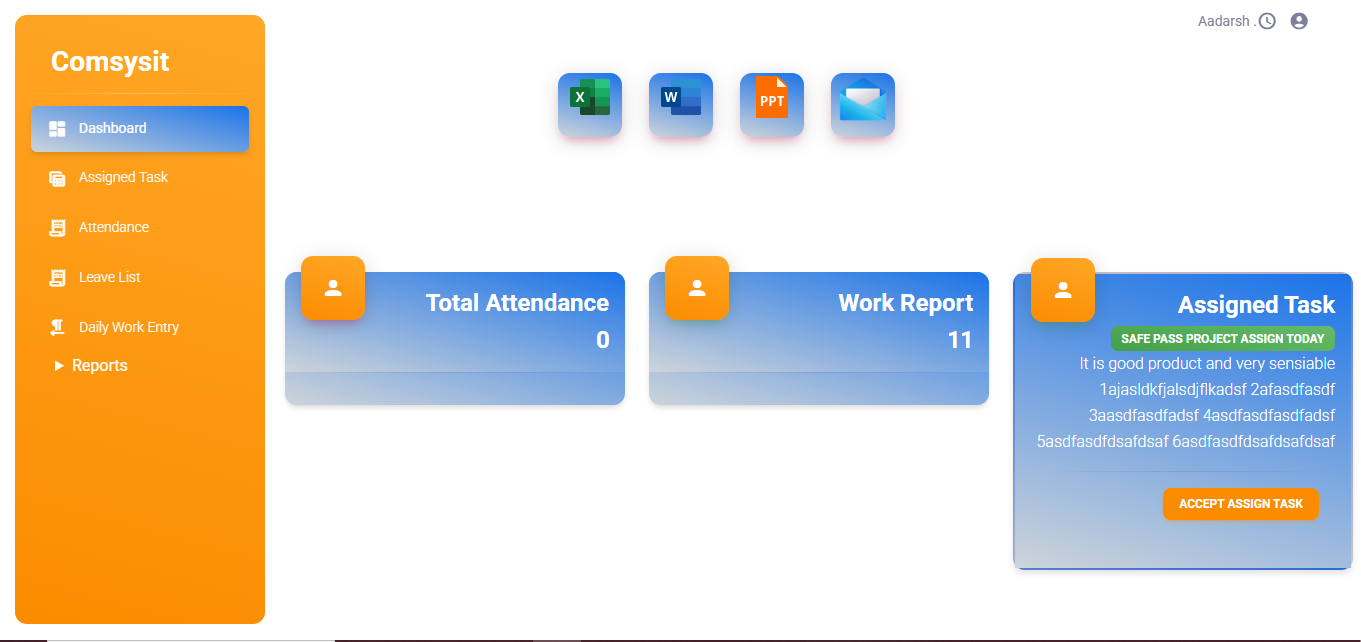 Comsysit
Dashboard
Assigned Task
Attendance
Leave List
Daily Work Entry
Reports
Aadarsh .
X
W
PPT
Total Attendance
0
Work Report
11
Assigned Task
SAFE PASS PROJECT ASSIGN TODAY
It is good product and very sensiable
1ajasldkfjalsdjflkadsf 2afasdfasdf
3aasdfasdfadsf 4asdfasdfasdfadsf
5asdfasdfdsafdsaf 6asdfasdfdsafdsafdsaf
ACCEPT ASSIGN TASK